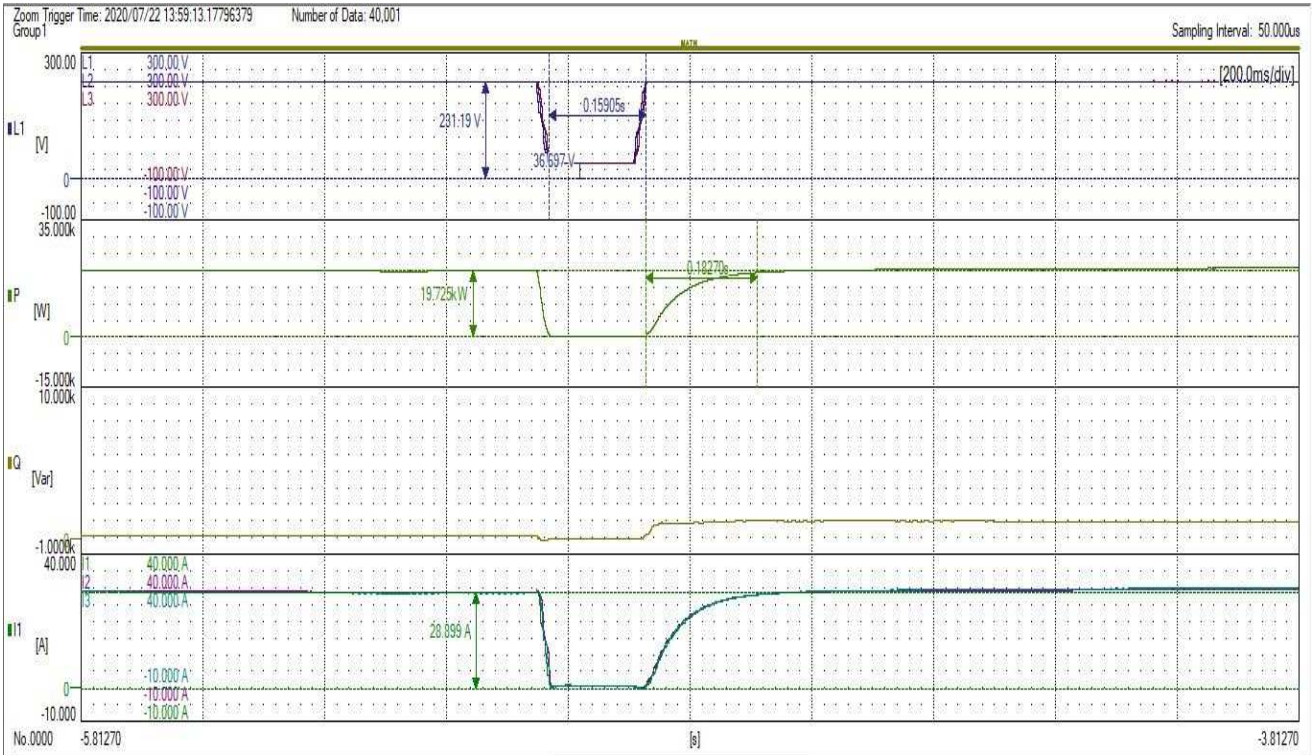 Zoom Trigger Time: 2020/07/22 13:59:13.17796379 Number of Data: 40,001
Group1 Sampling Interval: 50.000us
MATH
300.00 L1 300.00 V
L2 300.00 V [200.0ms/div]
L3 300.00 V
0.15905s
231.19 V
L1
[V]
36.697 V
-100.00 V
0
-100.00 V
-100.00 -100.00 V
35.000k
0.18270s
P 19.725kW
[W]
0
-15.000k
10.000k
Q
[Var]
0
-1.0000k
40.000 I1 40.000 A
I2 40.000 A
I3 40.000 A
I1 28.899 A
[A]
-10.000 A
0 -10.000 A
-10.000 -10.000 A
No.0000 -5.81270 [s] -3.81270